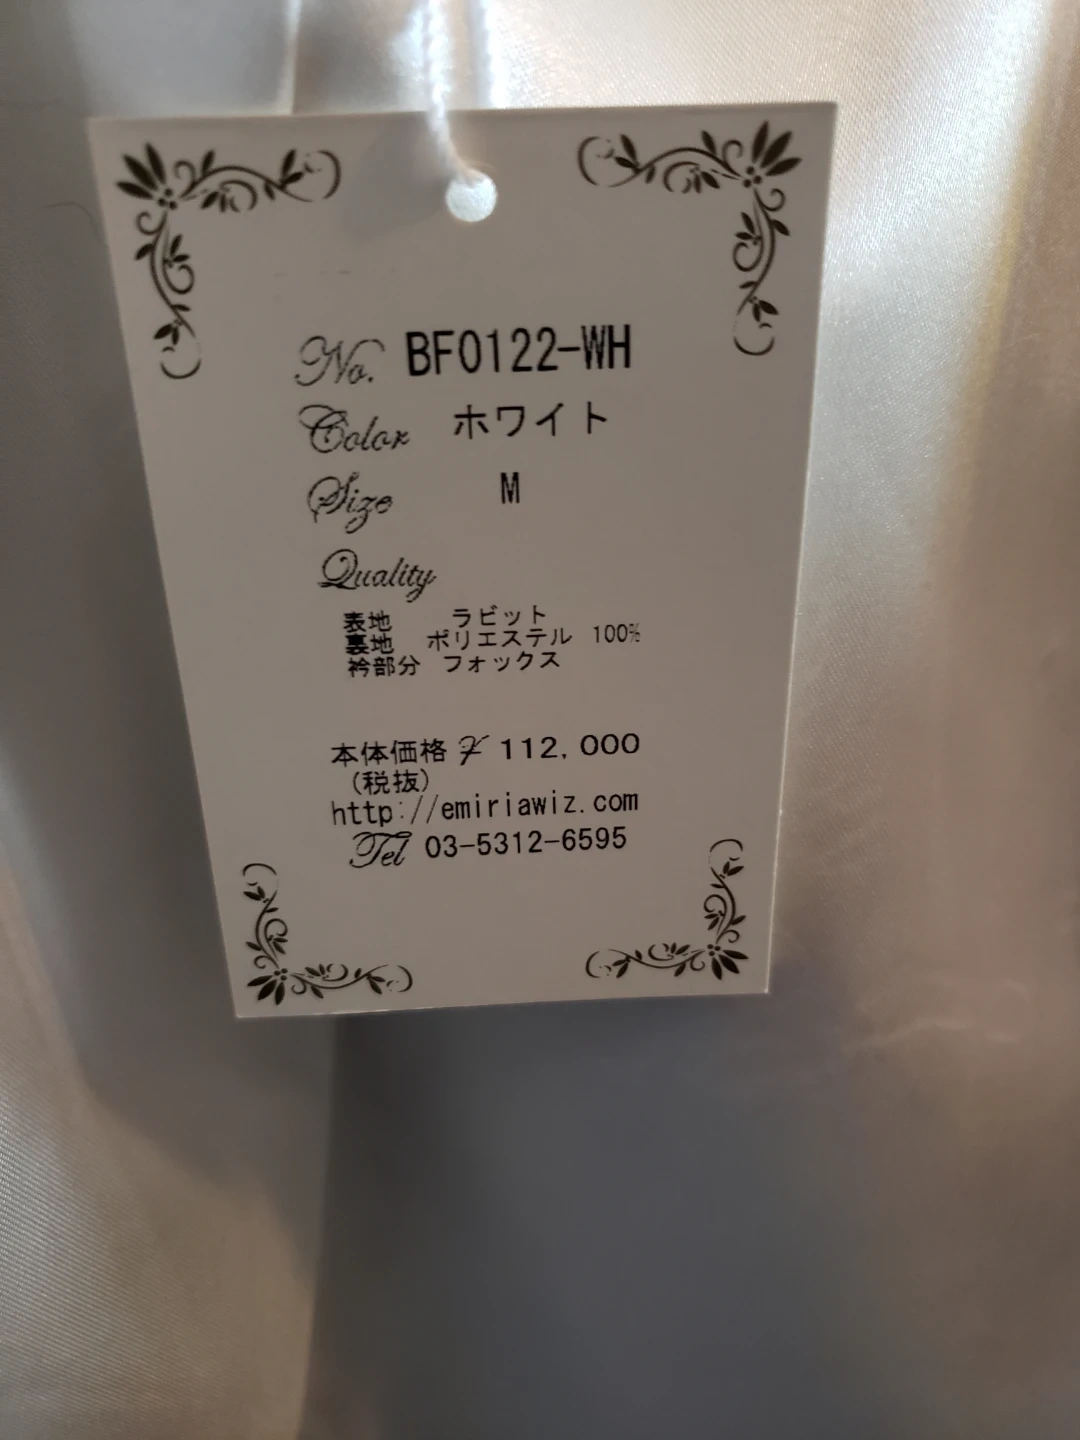 No. BF0122-WH
Color ホワイト
Size M
Quality
表地 ラビット
裏地 ポリエステル 100%
衿部分 フォックス
本体価格 ¥ 112,000
(税抜)
http://emiriawiz.com
Tel 03-5312-6595